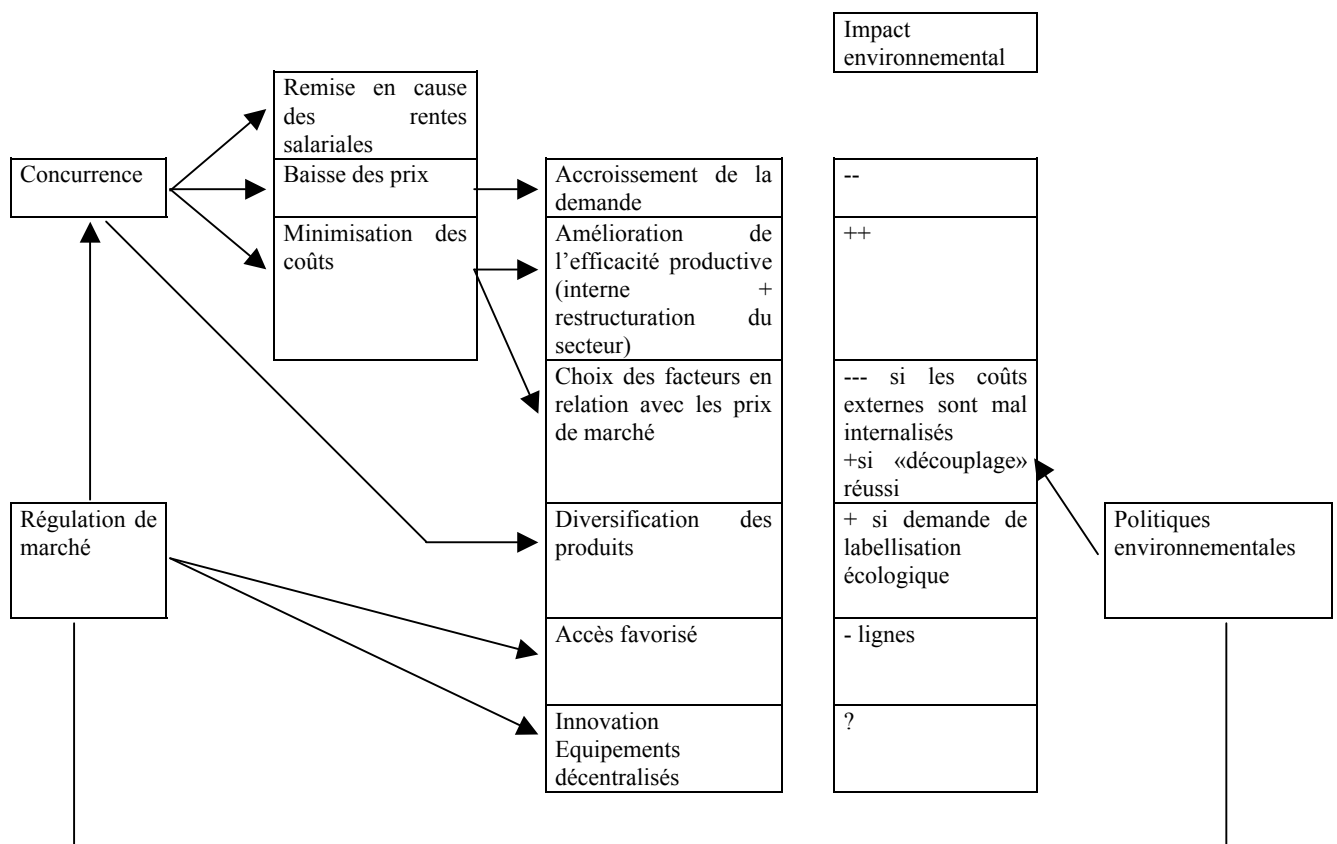 Impact
environnemental
Remise en cause
des rentes
salariales
Concurrence
Baisse des prix
Accroissement de la
demande
--
Minimisation des
coûts
Amélioration de
l’efficacité productive
(interne +
restructuration du
secteur)
++
Choix des facteurs en
relation avec les prix
de marché
--- si les coûts
externes sont mal
internalisés
+si «découplage»
réussi
Régulation de
marché
Diversification des
produits
+ si demande de
labellisation
écologique
Politiques
environnementales
Accès favorisé
- lignes
Innovation
Equipements
décentralisés
?